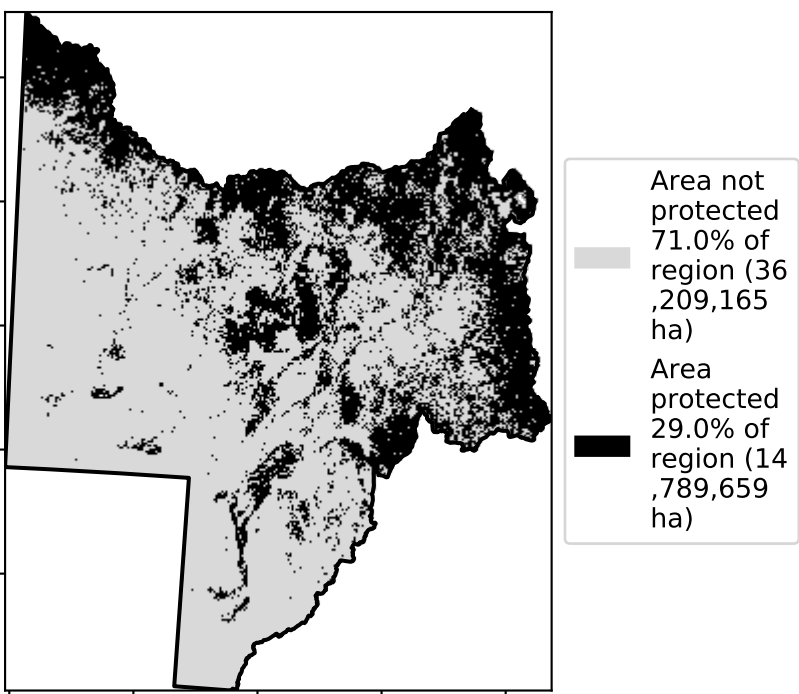 Area not
protected
71.0% of
region (36
,209,165
ha)
Area
protected
29.0% of
region (14
,789,659
ha)